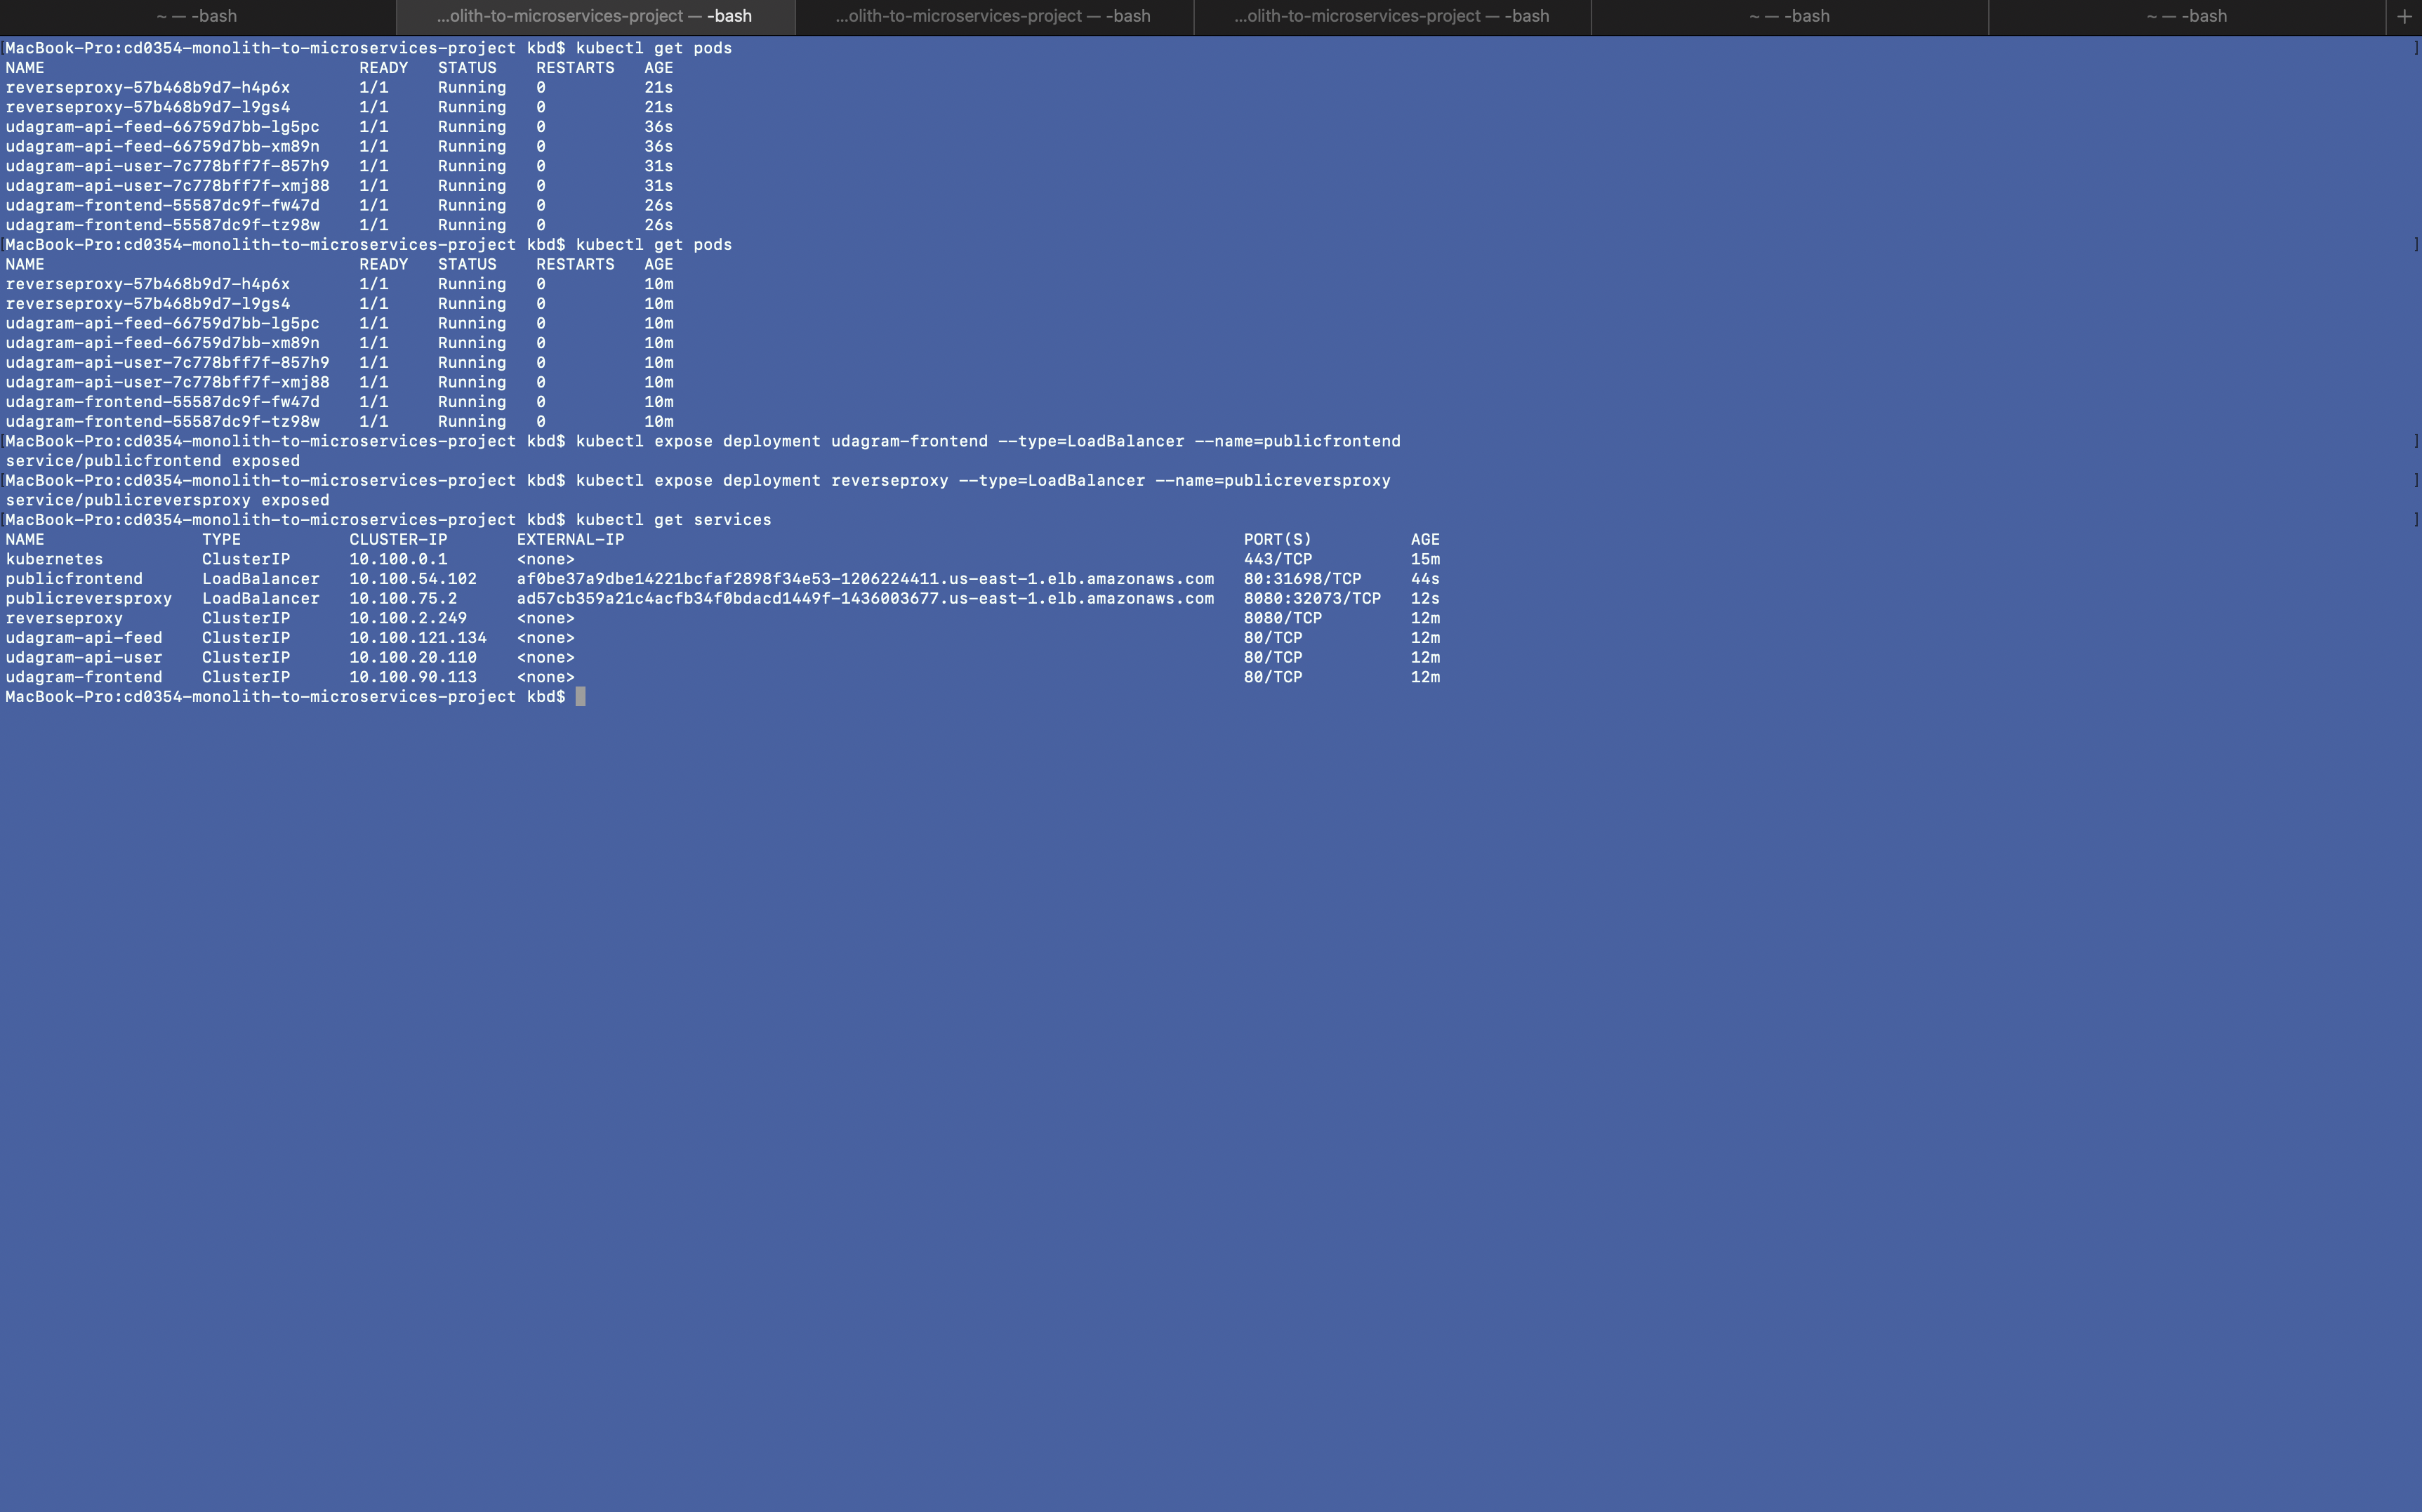 ~ — -bash
...olith-to-microservices-project — -bash
...olith-to-microservices-project — -bash
...olith-to-microservices-project — -bash
~ — -bash
~ — -bash
+
[MacBook-Pro:cd0354-monolith-to-microservices-project kbd$ kubectl get pods ]
NAME READY STATUS RESTARTS AGE
reverseproxy-57b468b9d7-h4p6x 1/1 Running 0 21s
reverseproxy-57b468b9d7-l9gs4 1/1 Running 0 21s
udagram-api-feed-66759d7bb-lg5pc 1/1 Running 0 36s
udagram-api-feed-66759d7bb-xm89n 1/1 Running 0 36s
udagram-api-user-7c778bff7f-857h9 1/1 Running 0 31s
udagram-api-user-7c778bff7f-xmj88 1/1 Running 0 31s
udagram-frontend-55587dc9f-fw47d 1/1 Running 0 26s
udagram-frontend-55587dc9f-tz98w 1/1 Running 0 26s
[MacBook-Pro:cd0354-monolith-to-microservices-project kbd$ kubectl get pods ]
NAME READY STATUS RESTARTS AGE
reverseproxy-57b468b9d7-h4p6x 1/1 Running 0 10m
reverseproxy-57b468b9d7-l9gs4 1/1 Running 0 10m
udagram-api-feed-66759d7bb-lg5pc 1/1 Running 0 10m
udagram-api-feed-66759d7bb-xm89n 1/1 Running 0 10m
udagram-api-user-7c778bff7f-857h9 1/1 Running 0 10m
udagram-api-user-7c778bff7f-xmj88 1/1 Running 0 10m
udagram-frontend-55587dc9f-fw47d 1/1 Running 0 10m
udagram-frontend-55587dc9f-tz98w 1/1 Running 0 10m
[MacBook-Pro:cd0354-monolith-to-microservices-project kbd$ kubectl expose deployment udagram-frontend --type=LoadBalancer --name=publicfrontend ]
service/publicfrontend exposed
[MacBook-Pro:cd0354-monolith-to-microservices-project kbd$ kubectl expose deployment reverseproxy --type=LoadBalancer --name=publicreversproxy ]
service/publicreversproxy exposed
[MacBook-Pro:cd0354-monolith-to-microservices-project kbd$ kubectl get services ]
NAME TYPE CLUSTER-IP EXTERNAL-IP PORT(S) AGE
kubernetes ClusterIP 10.100.0.1 <none> 443/TCP 15m
publicfrontend LoadBalancer 10.100.54.102 af0be37a9dbe14221bcfaf2898f34e53-1206224411.us-east-1.elb.amazonaws.com 80:31698/TCP 44s
publicreversproxy LoadBalancer 10.100.75.2 ad57cb359a21c4acfb34f0bdacd1449f-1436003677.us-east-1.elb.amazonaws.com 8080:32073/TCP 12s
reverseproxy ClusterIP 10.100.2.249 <none> 8080/TCP 12m
udagram-api-feed ClusterIP 10.100.121.134 <none> 80/TCP 12m
udagram-api-user ClusterIP 10.100.20.110 <none> 80/TCP 12m
udagram-frontend ClusterIP 10.100.90.113 <none> 80/TCP 12m
MacBook-Pro:cd0354-monolith-to-microservices-project kbd$